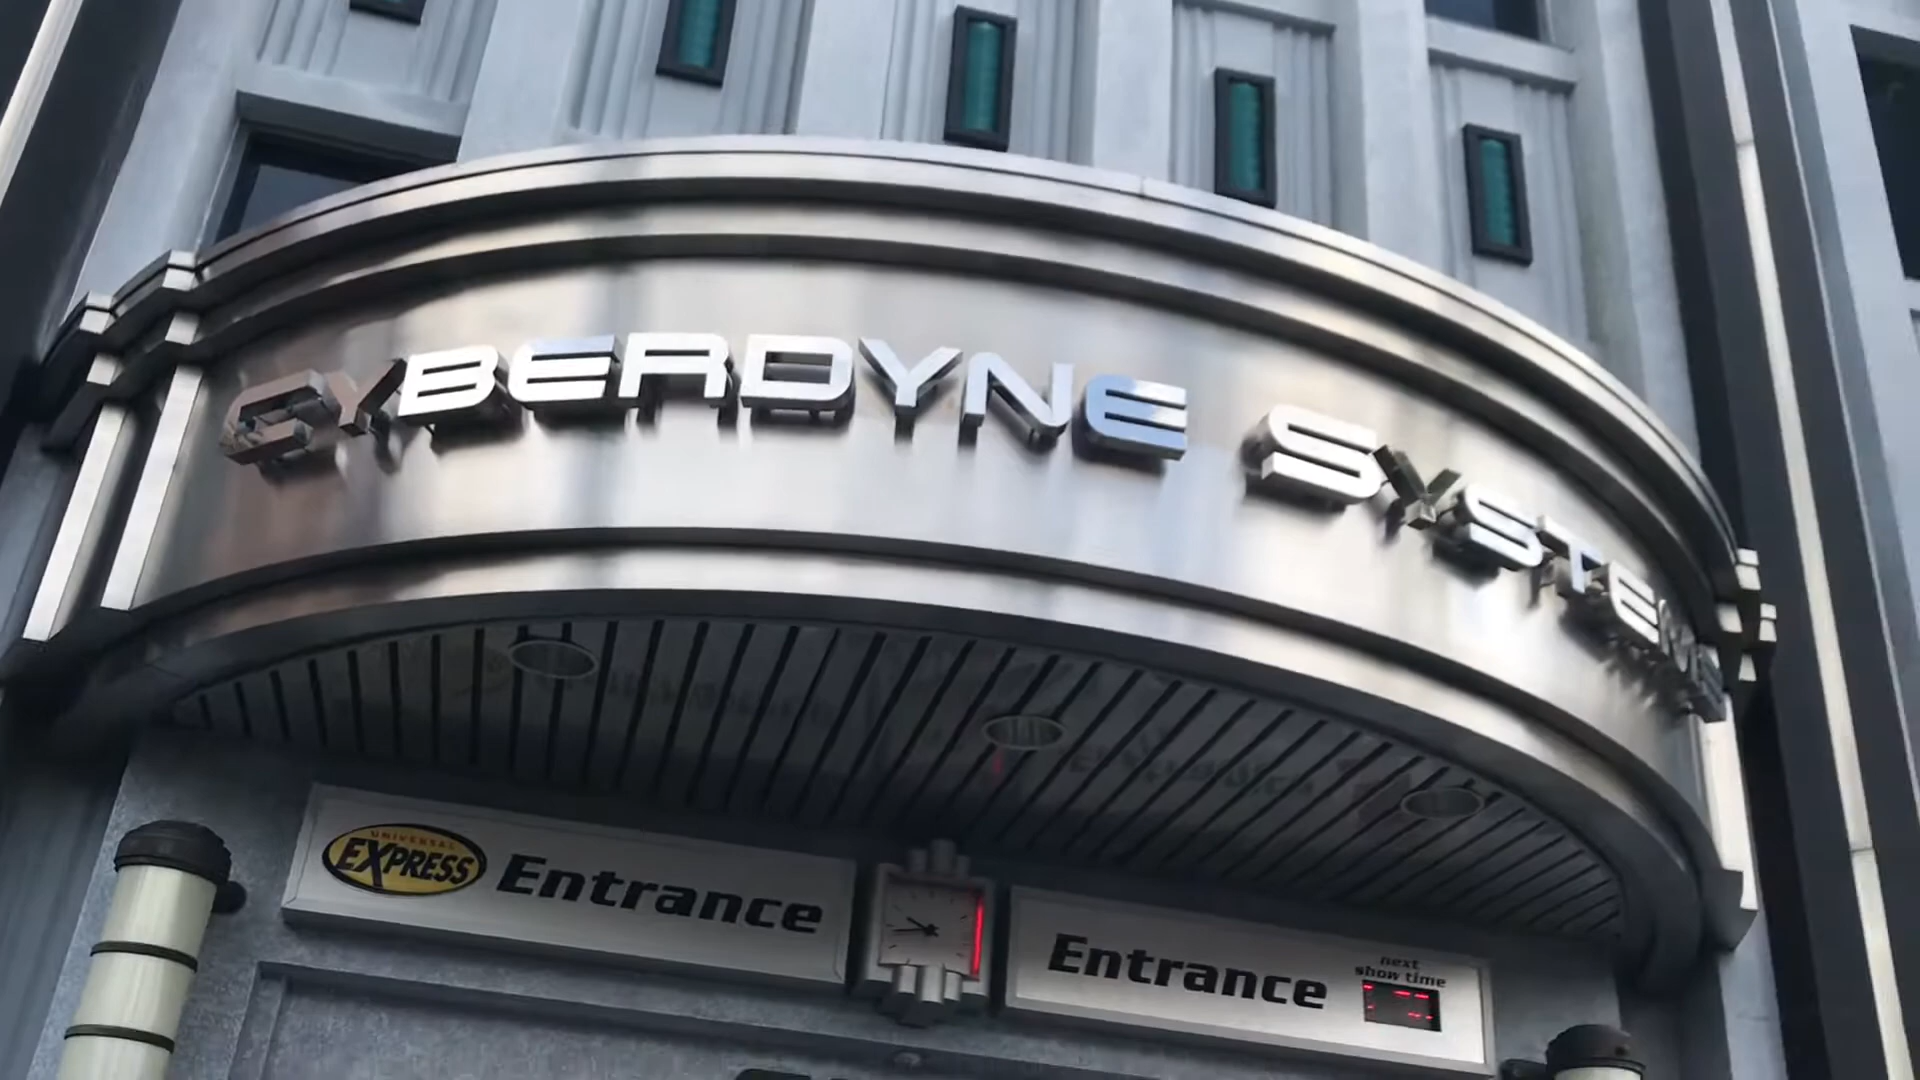 CYBERDYNE SYSTEMS
UNIVERSAL
EXPRESS
Entrance
Entrance
next
show time